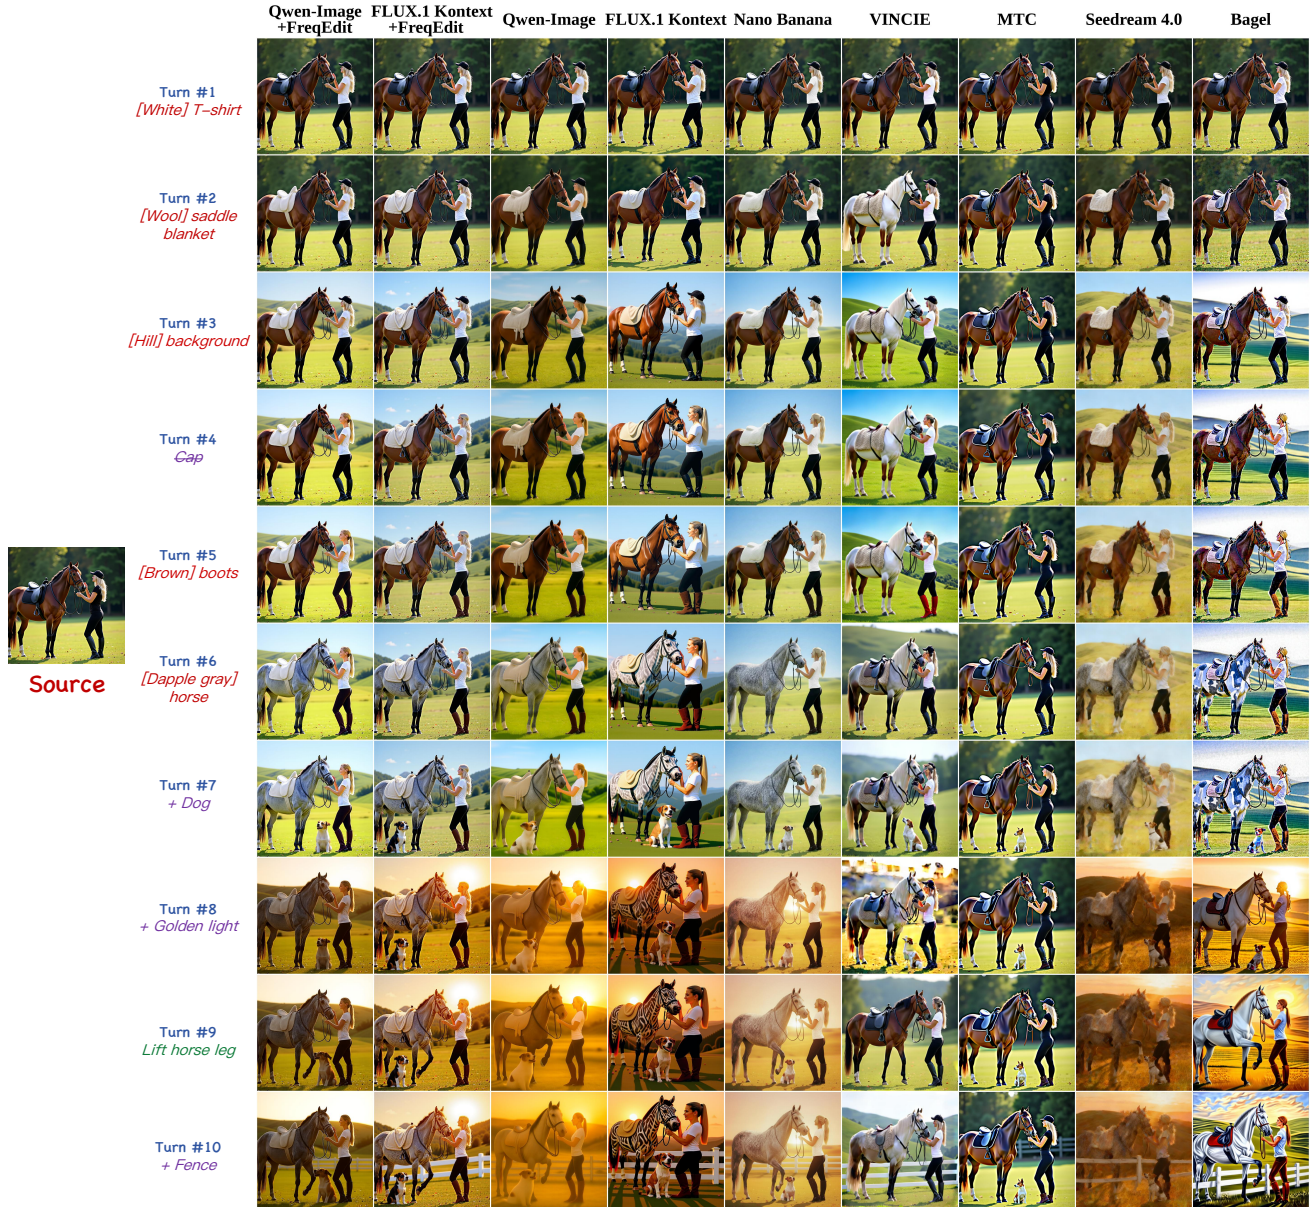 Qwen-Image FLUX.1 Kontext Qwen-Image FLUX.1 Kontext Nano Banana VINCIE MTC Seedream 4.0 Bagel
+FreqEdit +FreqEdit
Turn #1
[White] T-shirt
Turn #2
[Wool] saddle
blanket
Turn #3
[Hill] background
Turn #4
Cap
Turn #5
[Brown] boots
Source
Turn #6
[Dapple gray]
horse
Turn #7
+ Dog
Turn #8
+ Golden light
Turn #9
Lift horse leg
Turn #10
+ Fence